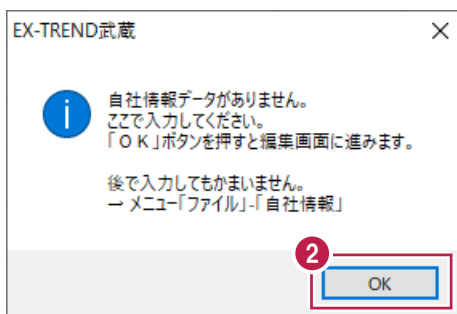 EX-TREND武蔵
自社情報データがありません。
ここで入力してください。
「ＯＫ」ボタンを押すと編集画面に進みます。
後で入力してもかまいません。
→ メニュー「ファイル」-「自社情報」
2
OK